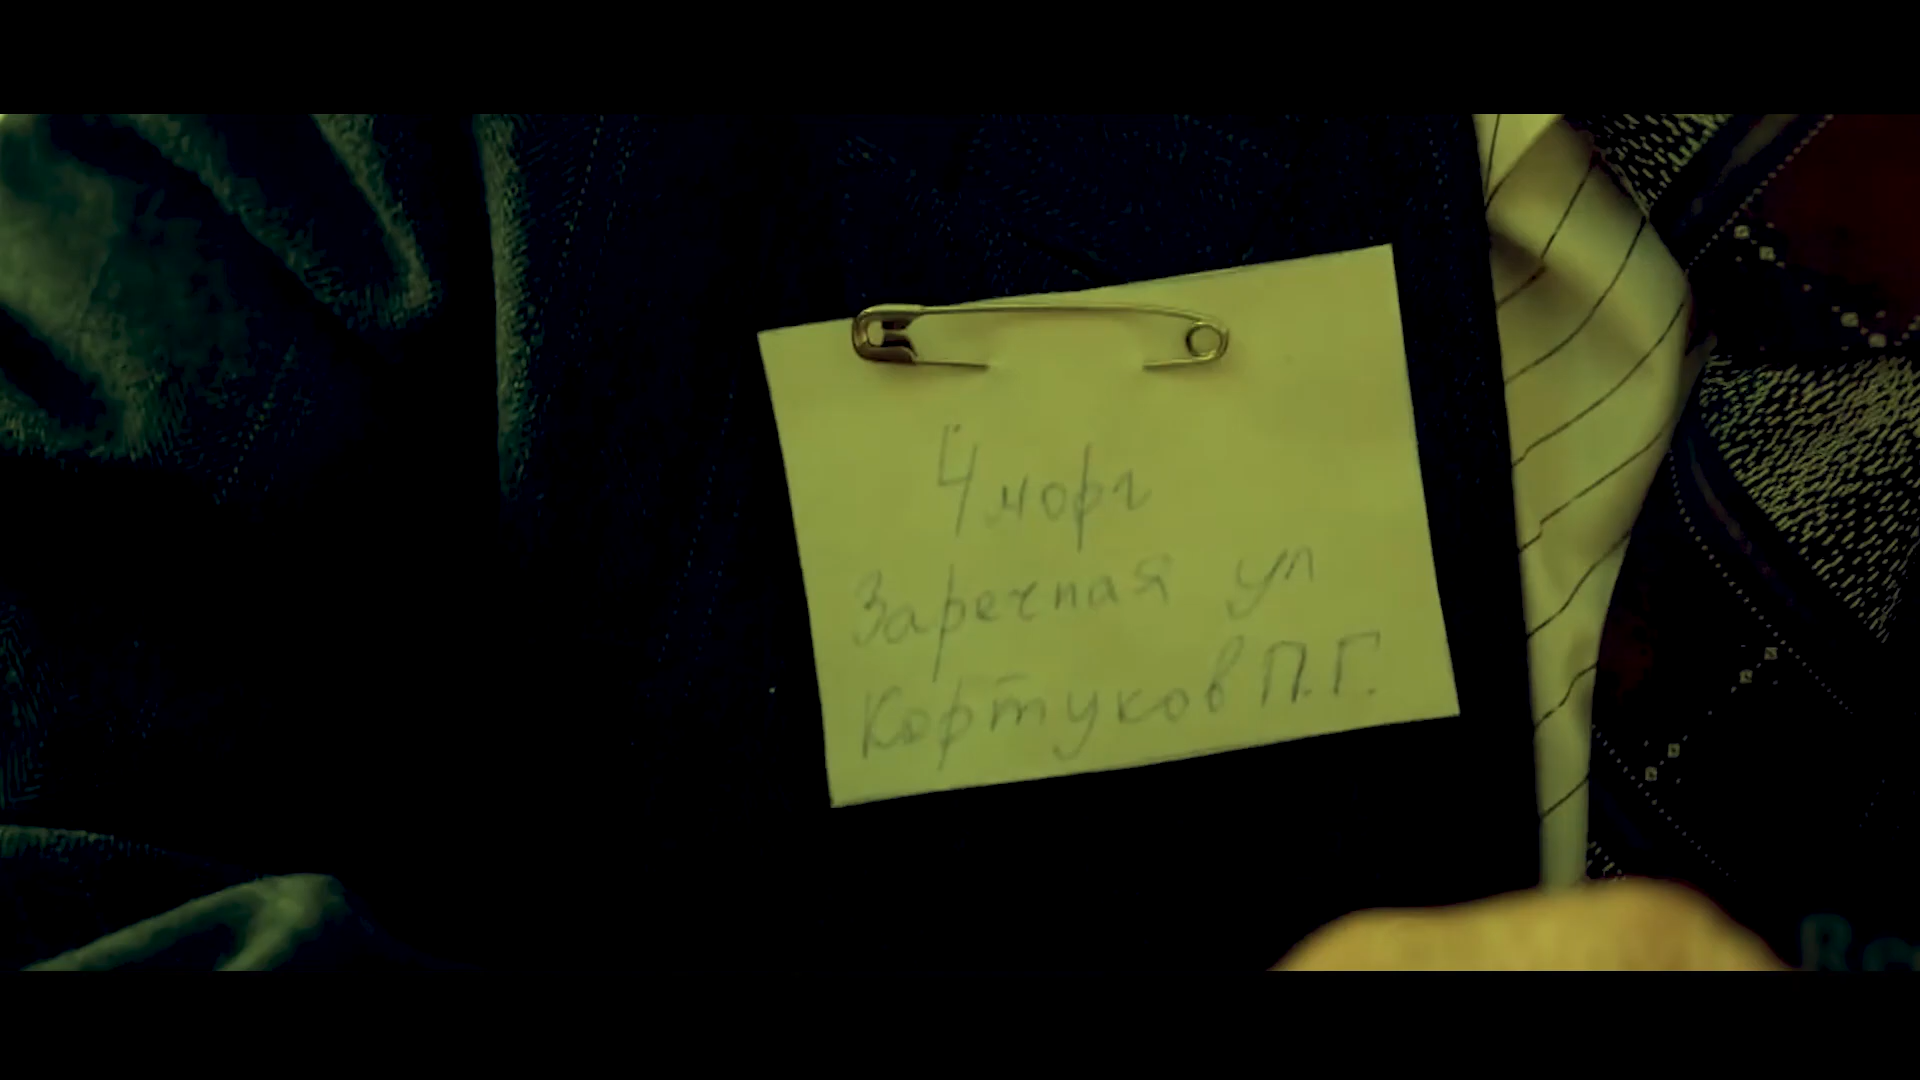 4 морг
Заречная ул
Кортуков П.Г.